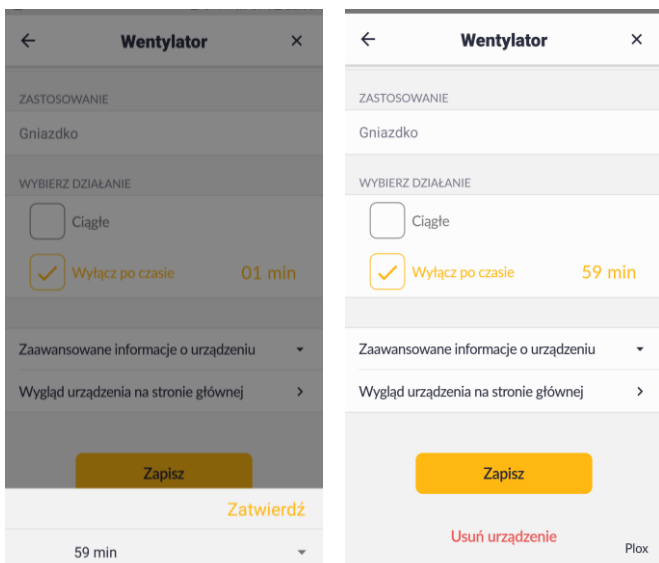 Wentylator
ZASTOSOWANIE
Gniazdko
WYBIERZ DZIAŁANIE
Ciągłe
Wyłącz po czasie 01 min
Zaawansowane informacje o urządzeniu
Wygląd urządzenia na stronie głównej
Zapisz
Zatwierdź
59 min
Wentylator
ZASTOSOWANIE
Gniazdko
WYBIERZ DZIAŁANIE
Ciągłe
Wyłącz po czasie 59 min
Zaawansowane informacje o urządzeniu
Wygląd urządzenia na stronie głównej
Zapisz
Usuń urządzenie
Plox